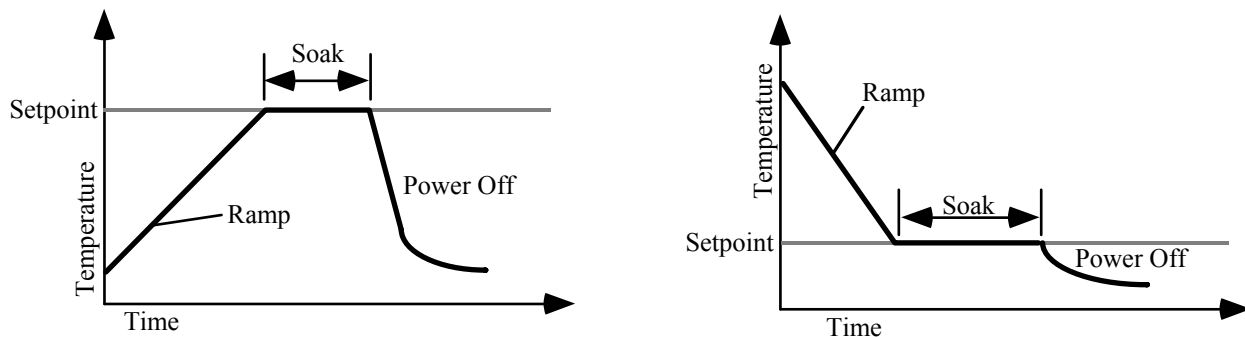 Soak
Setpoint
Ramp
Power Off
Temperature
Time
Temperature
Ramp
Soak
Setpoint
Power Off
Time